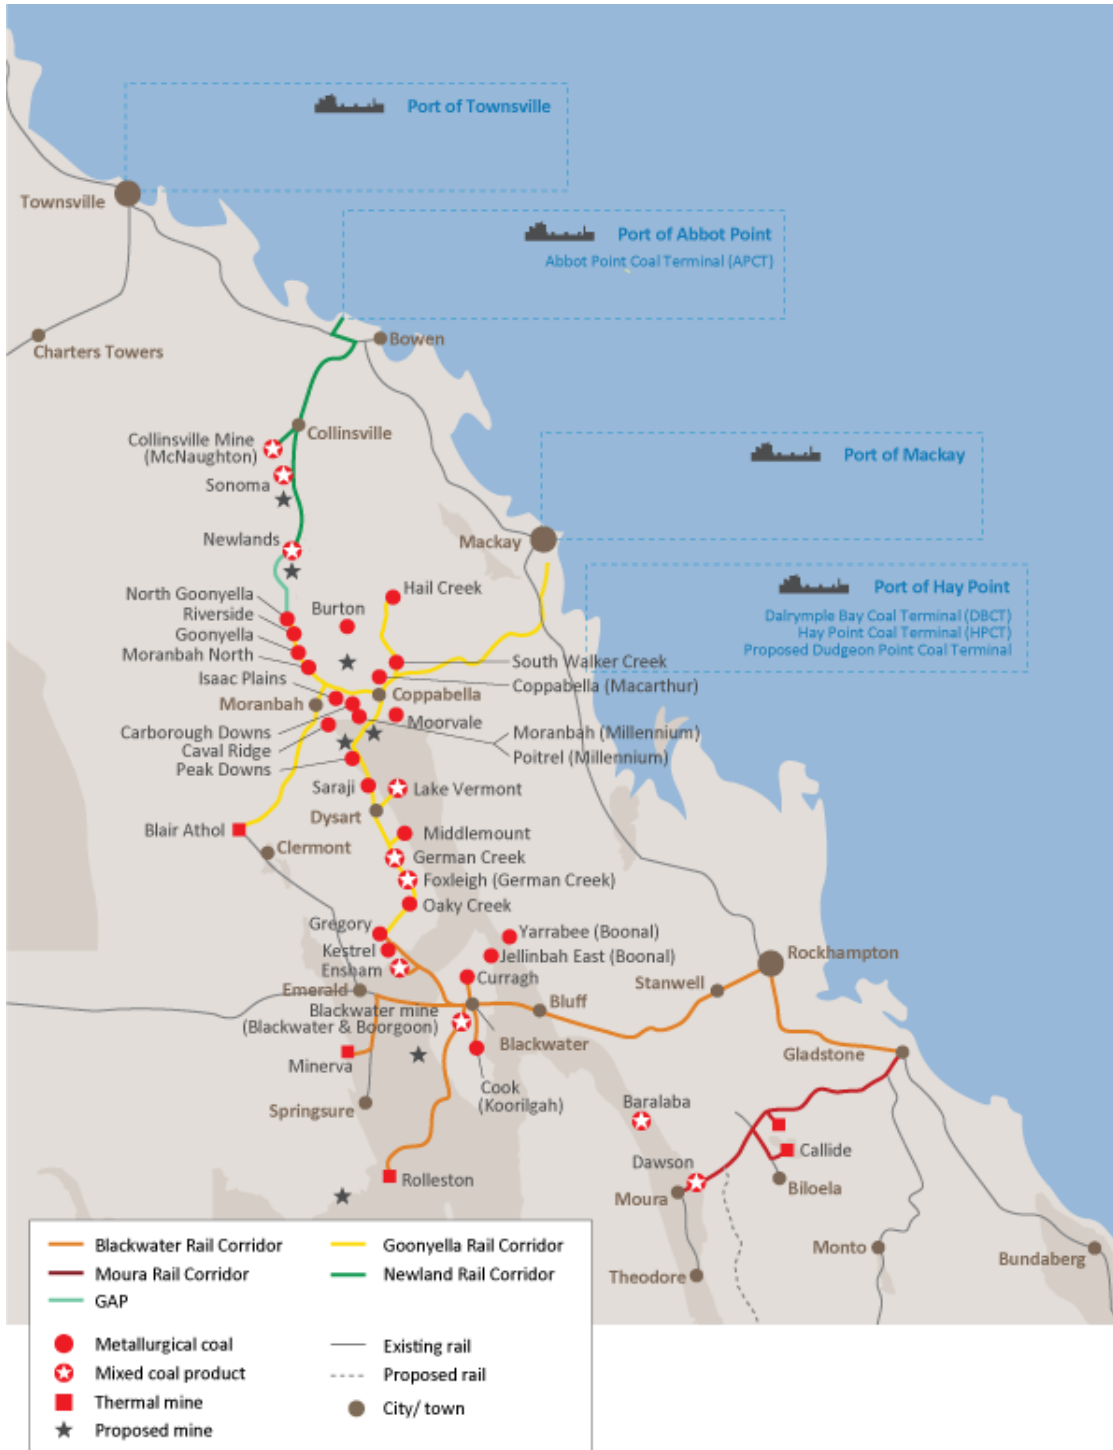 Port of Townsville
Townsville
Port of Abbot Point
Abbot Point Coal Terminal (APCT)
Bowen
Charters Towers
Collinsville Mine
(McNaughton)
Collinsville
Sonoma
Port of Mackay
Newlands
Mackay
Port of Hay Point
Dalrymple Bay Coal Terminal (DBCT)
Hay Point Coal Terminal (HPCT)
Proposed Dudgeon Point Coal Terminal
North Goonyella
Hail Creek
Riverside
Burton
Goonyella
Moranbah North
South Walker Creek
Isaac Plains
Coppabella (Macarthur)
Coppabella
Moranbah
Moorvale
Carborough Downs
Moranbah (Millennium)
Caval Ridge
Poitrel (Millennium)
Peak Downs
Saraji
Lake Vermont
Dysart
Blair Athol
Middlemount
Clermont
German Creek
Foxleigh (German Creek)
Oaky Creek
Gregory
Yarrabee (Boonal)
Kestrel
Jellinbah East (Boonal)
Rockhampton
Ensham
Curragh
Stanwell
Emerald
Bluff
Blackwater mine
(Blackwater & Boorgoon)
Blackwater
Gladstone
Minerva
Cook
(Koorilgah)
Springsure
Baralaba
Callide
Dawson
Rolleston
Biloela
Moura
Monto
Bundaberg
Theodore
Blackwater Rail Corridor
Goonyella Rail Corridor
Moura Rail Corridor
Newland Rail Corridor
GAP
Metallurgical coal
Existing rail
Mixed coal product
Proposed rail
Thermal mine
City/ town
Proposed mine